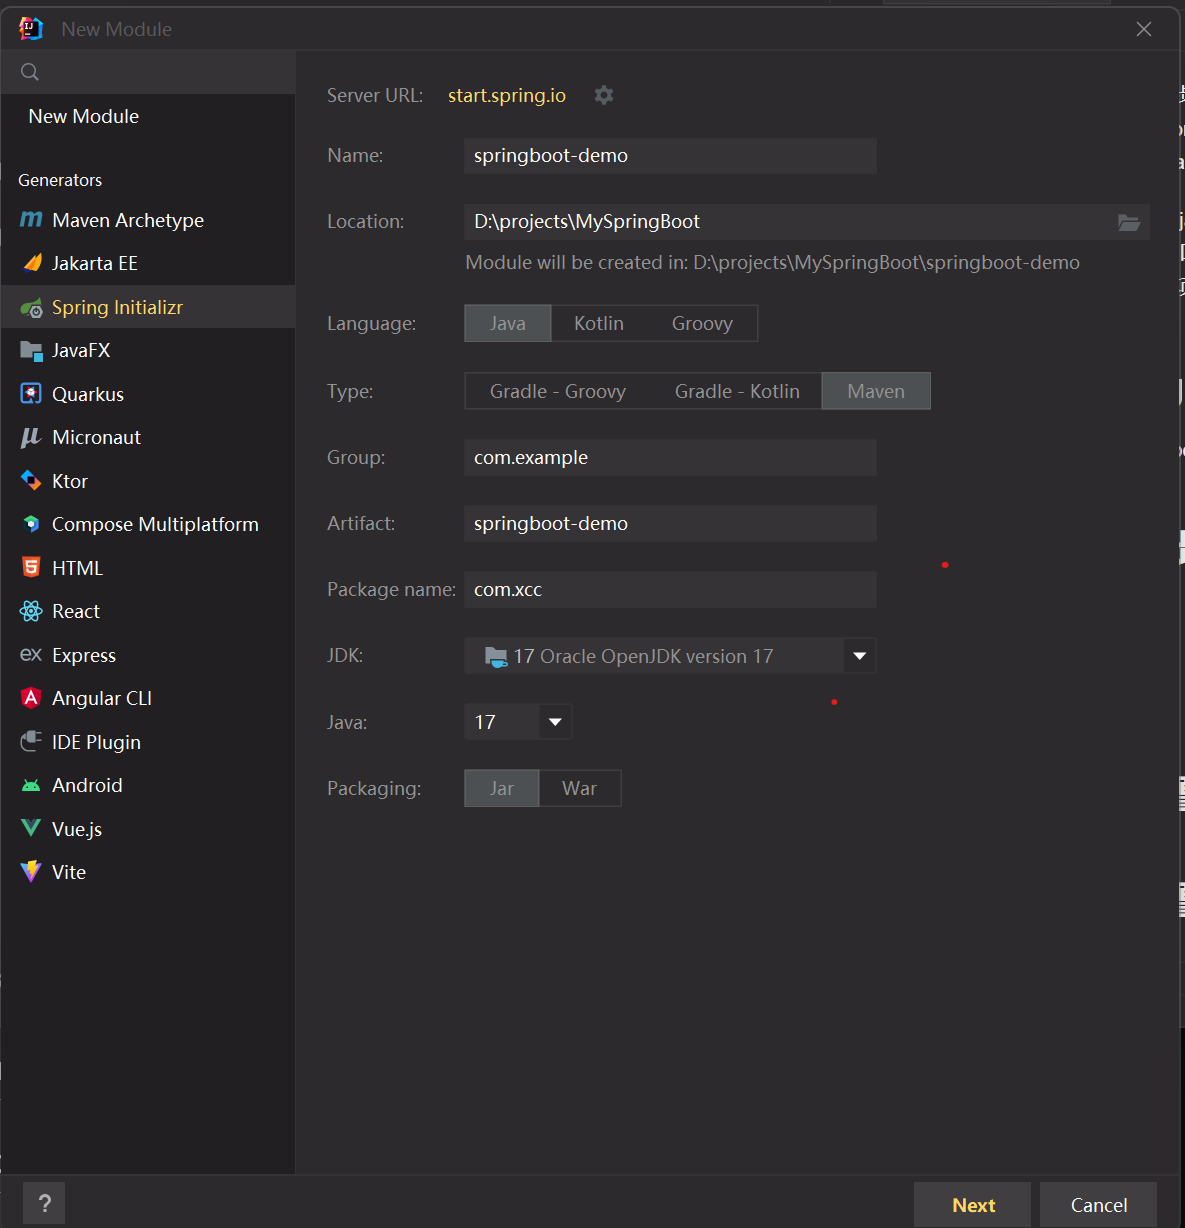 New Module
New Module
Generators
Maven Archetype
Jakarta EE
Spring Initializr
JavaFX
Quarkus
Micronaut
Ktor
Compose Multiplatform
HTML
React
Express
Angular CLI
IDE Plugin
Android
Vue.js
Vite
Server URL: start.spring.io
Name: springboot-demo
Location: D:\projects\MySpringBoot
Module will be created in: D:\projects\MySpringBoot\springboot-demo
Language: Java Kotlin Groovy
Type: Gradle - Groovy Gradle - Kotlin Maven
Group: com.example
Artifact: springboot-demo
Package name: com.xcc
JDK: 17 Oracle OpenJDK version 17
Java: 17
Packaging: Jar War
? Next Cancel